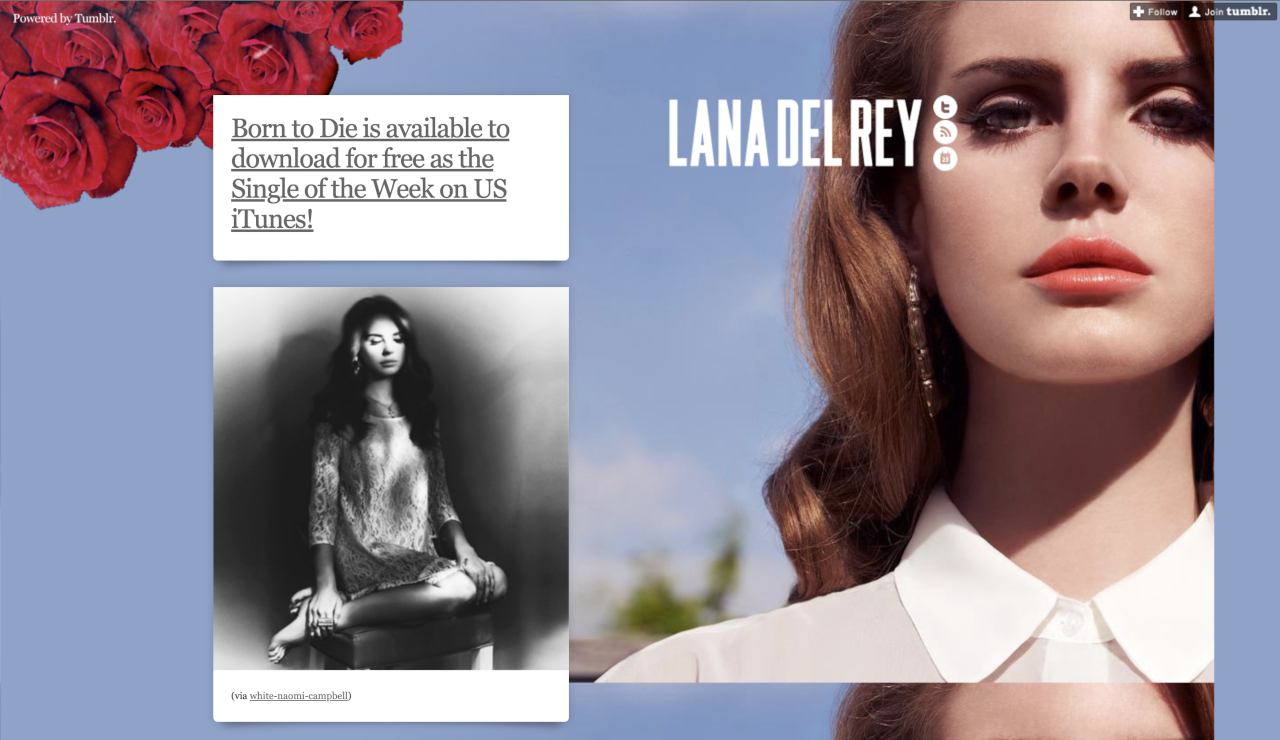 Powered by Tumblr.
Follow
Join tumblr.
LANA DEL REY
Born to Die is available to
download for free as the
Single of the Week on US
iTunes!
(via white-naomi-campbell)